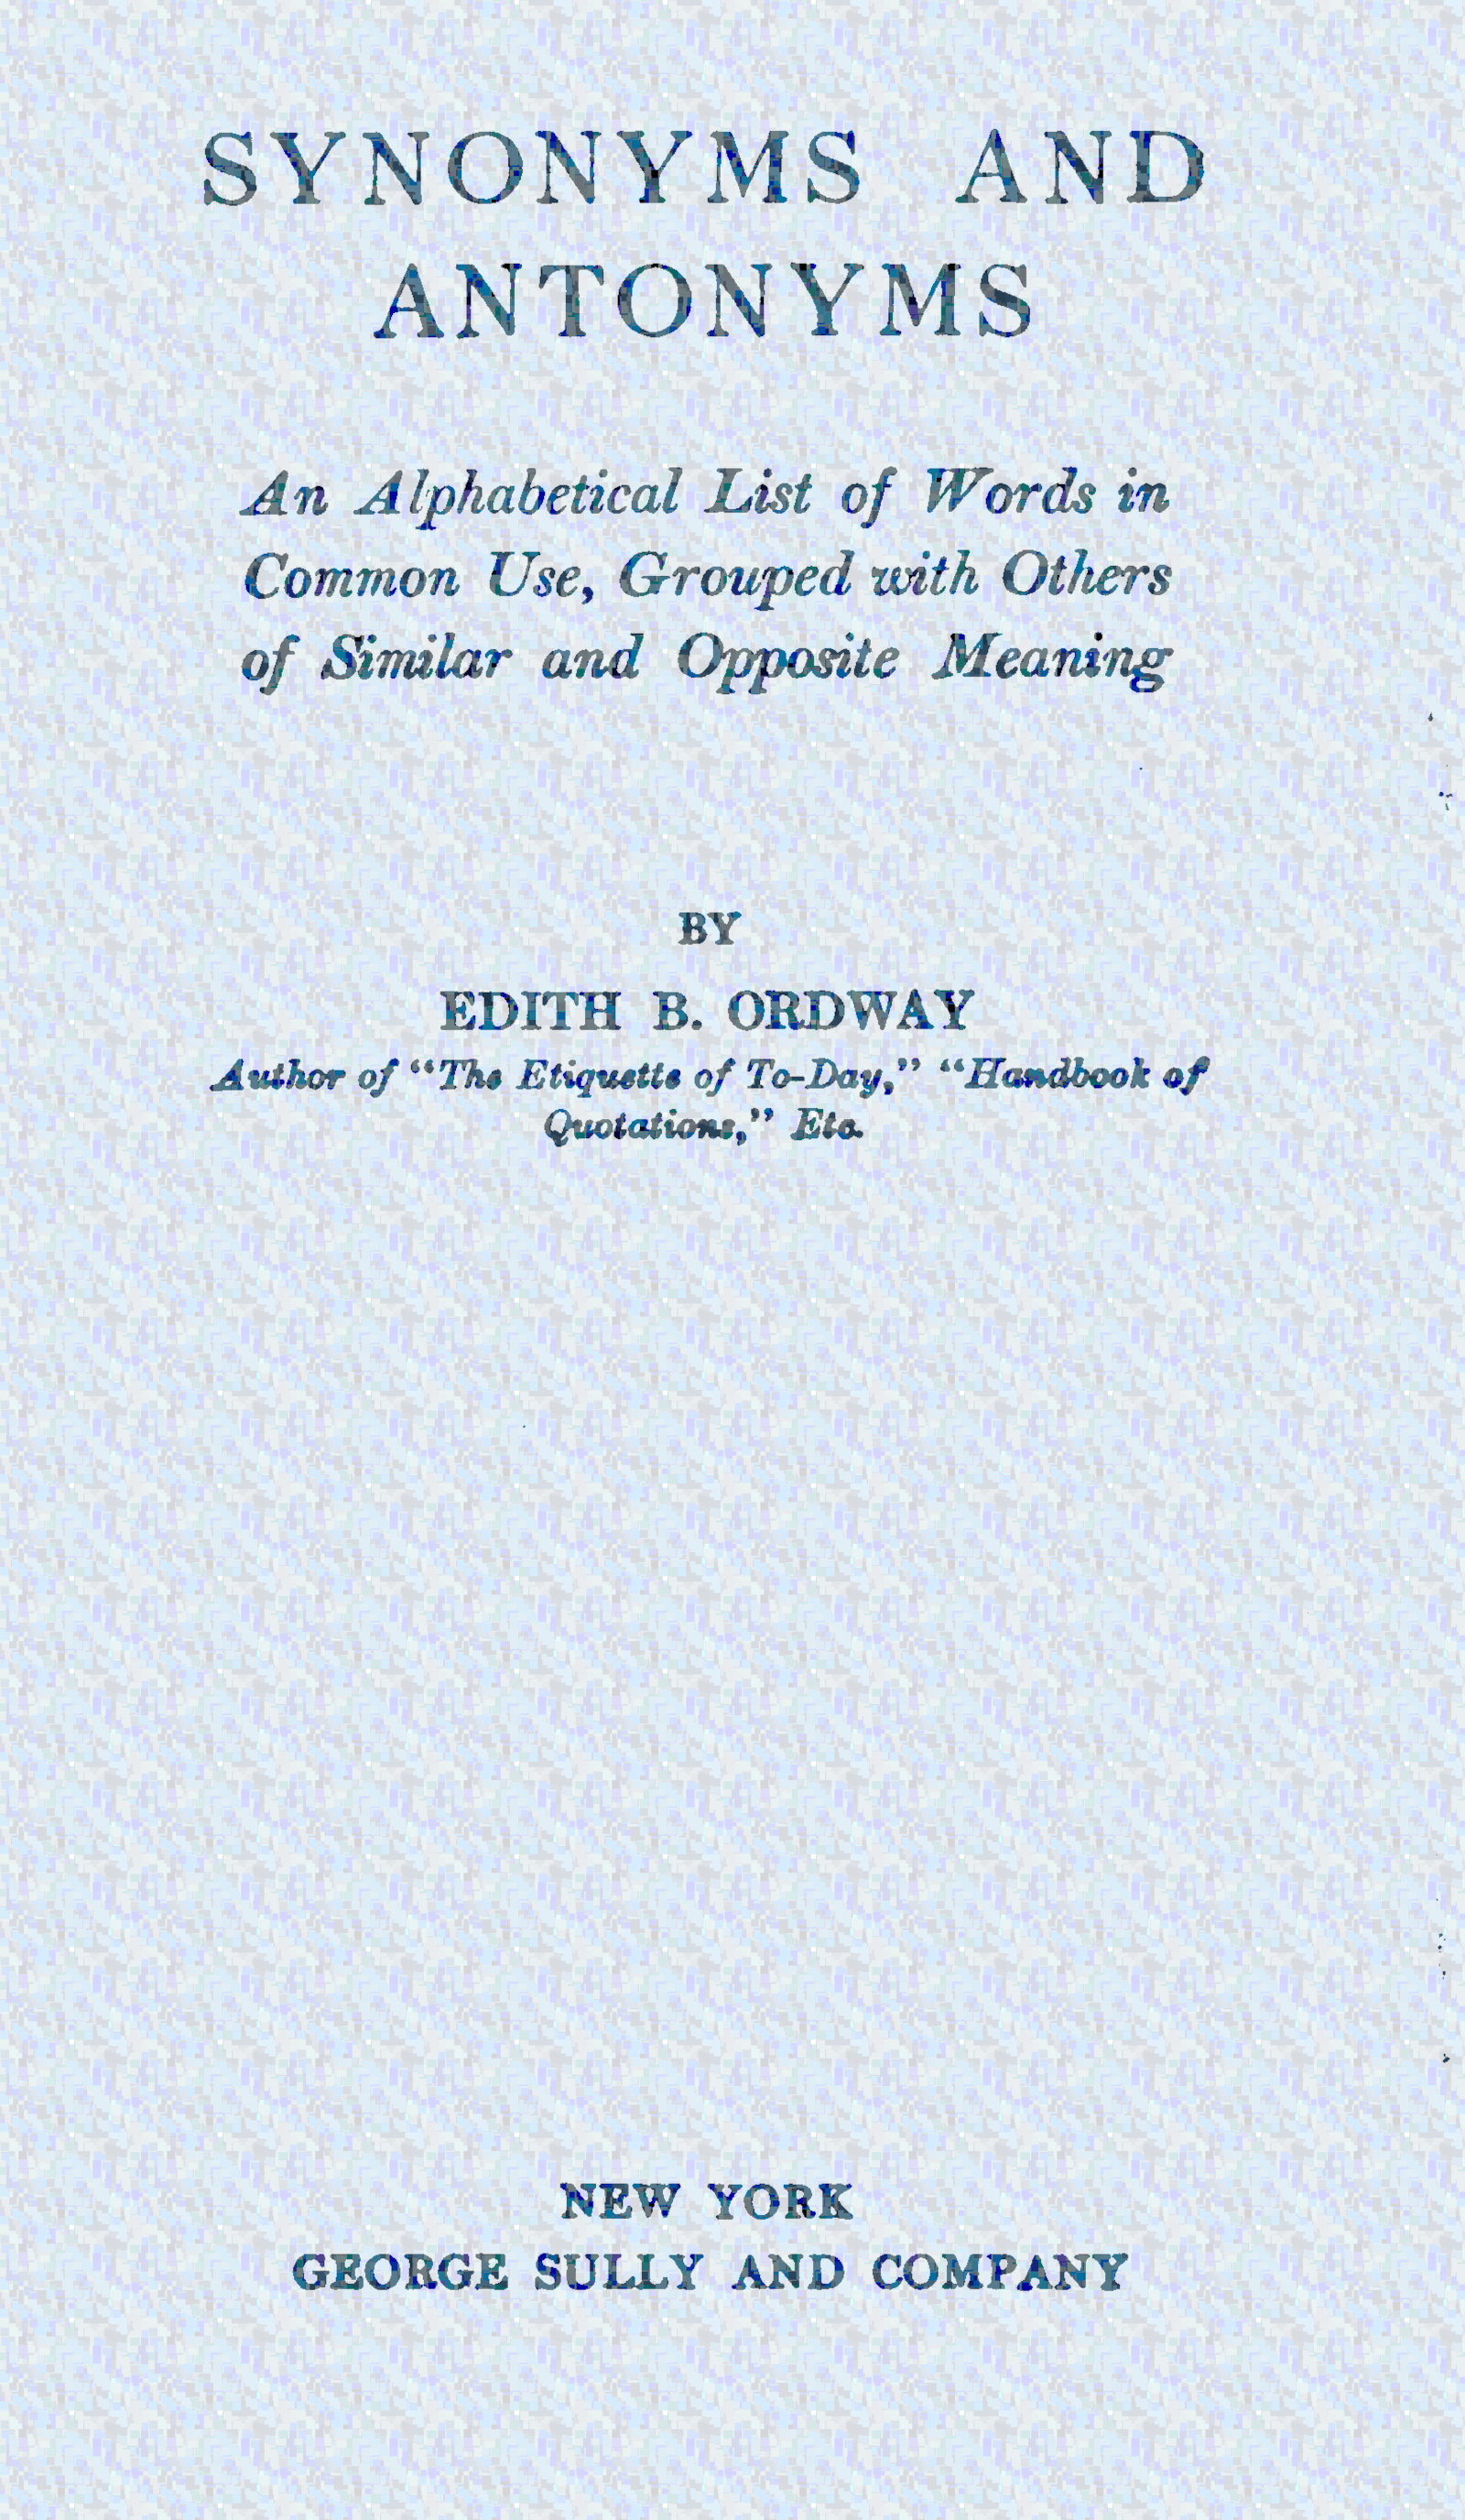 SYNONYMS AND
ANTONYMS
An Alphabetical List of Words in
Common Use, Grouped with Others
of Similar and Opposite Meaning
BY
EDITH B. ORDWAY
Author of “The Etiquette of To-Day,” “Handbook of
Quotations,” Etc.
NEW YORK
GEORGE SULLY AND COMPANY